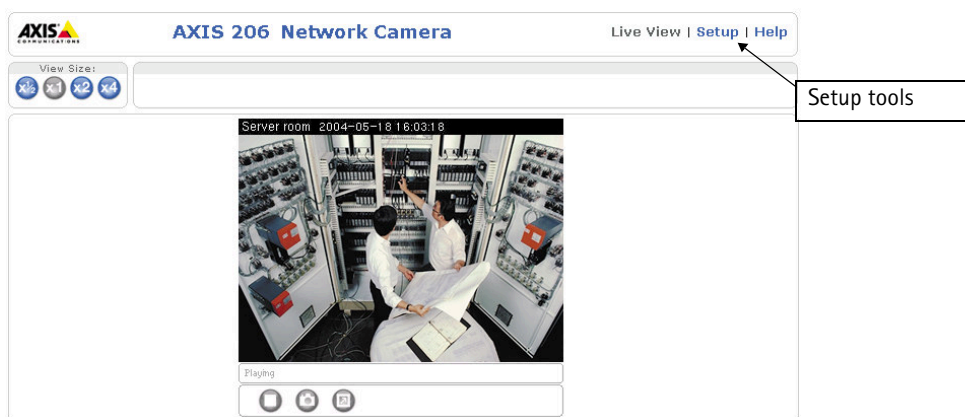 AXIS
COMMUNICATIONS
AXIS 206 Network Camera
Live View | Setup | Help
View Size:
x½ x1 x2 x4
Setup tools
Server room 2004-05-18 16:03:18
Playing